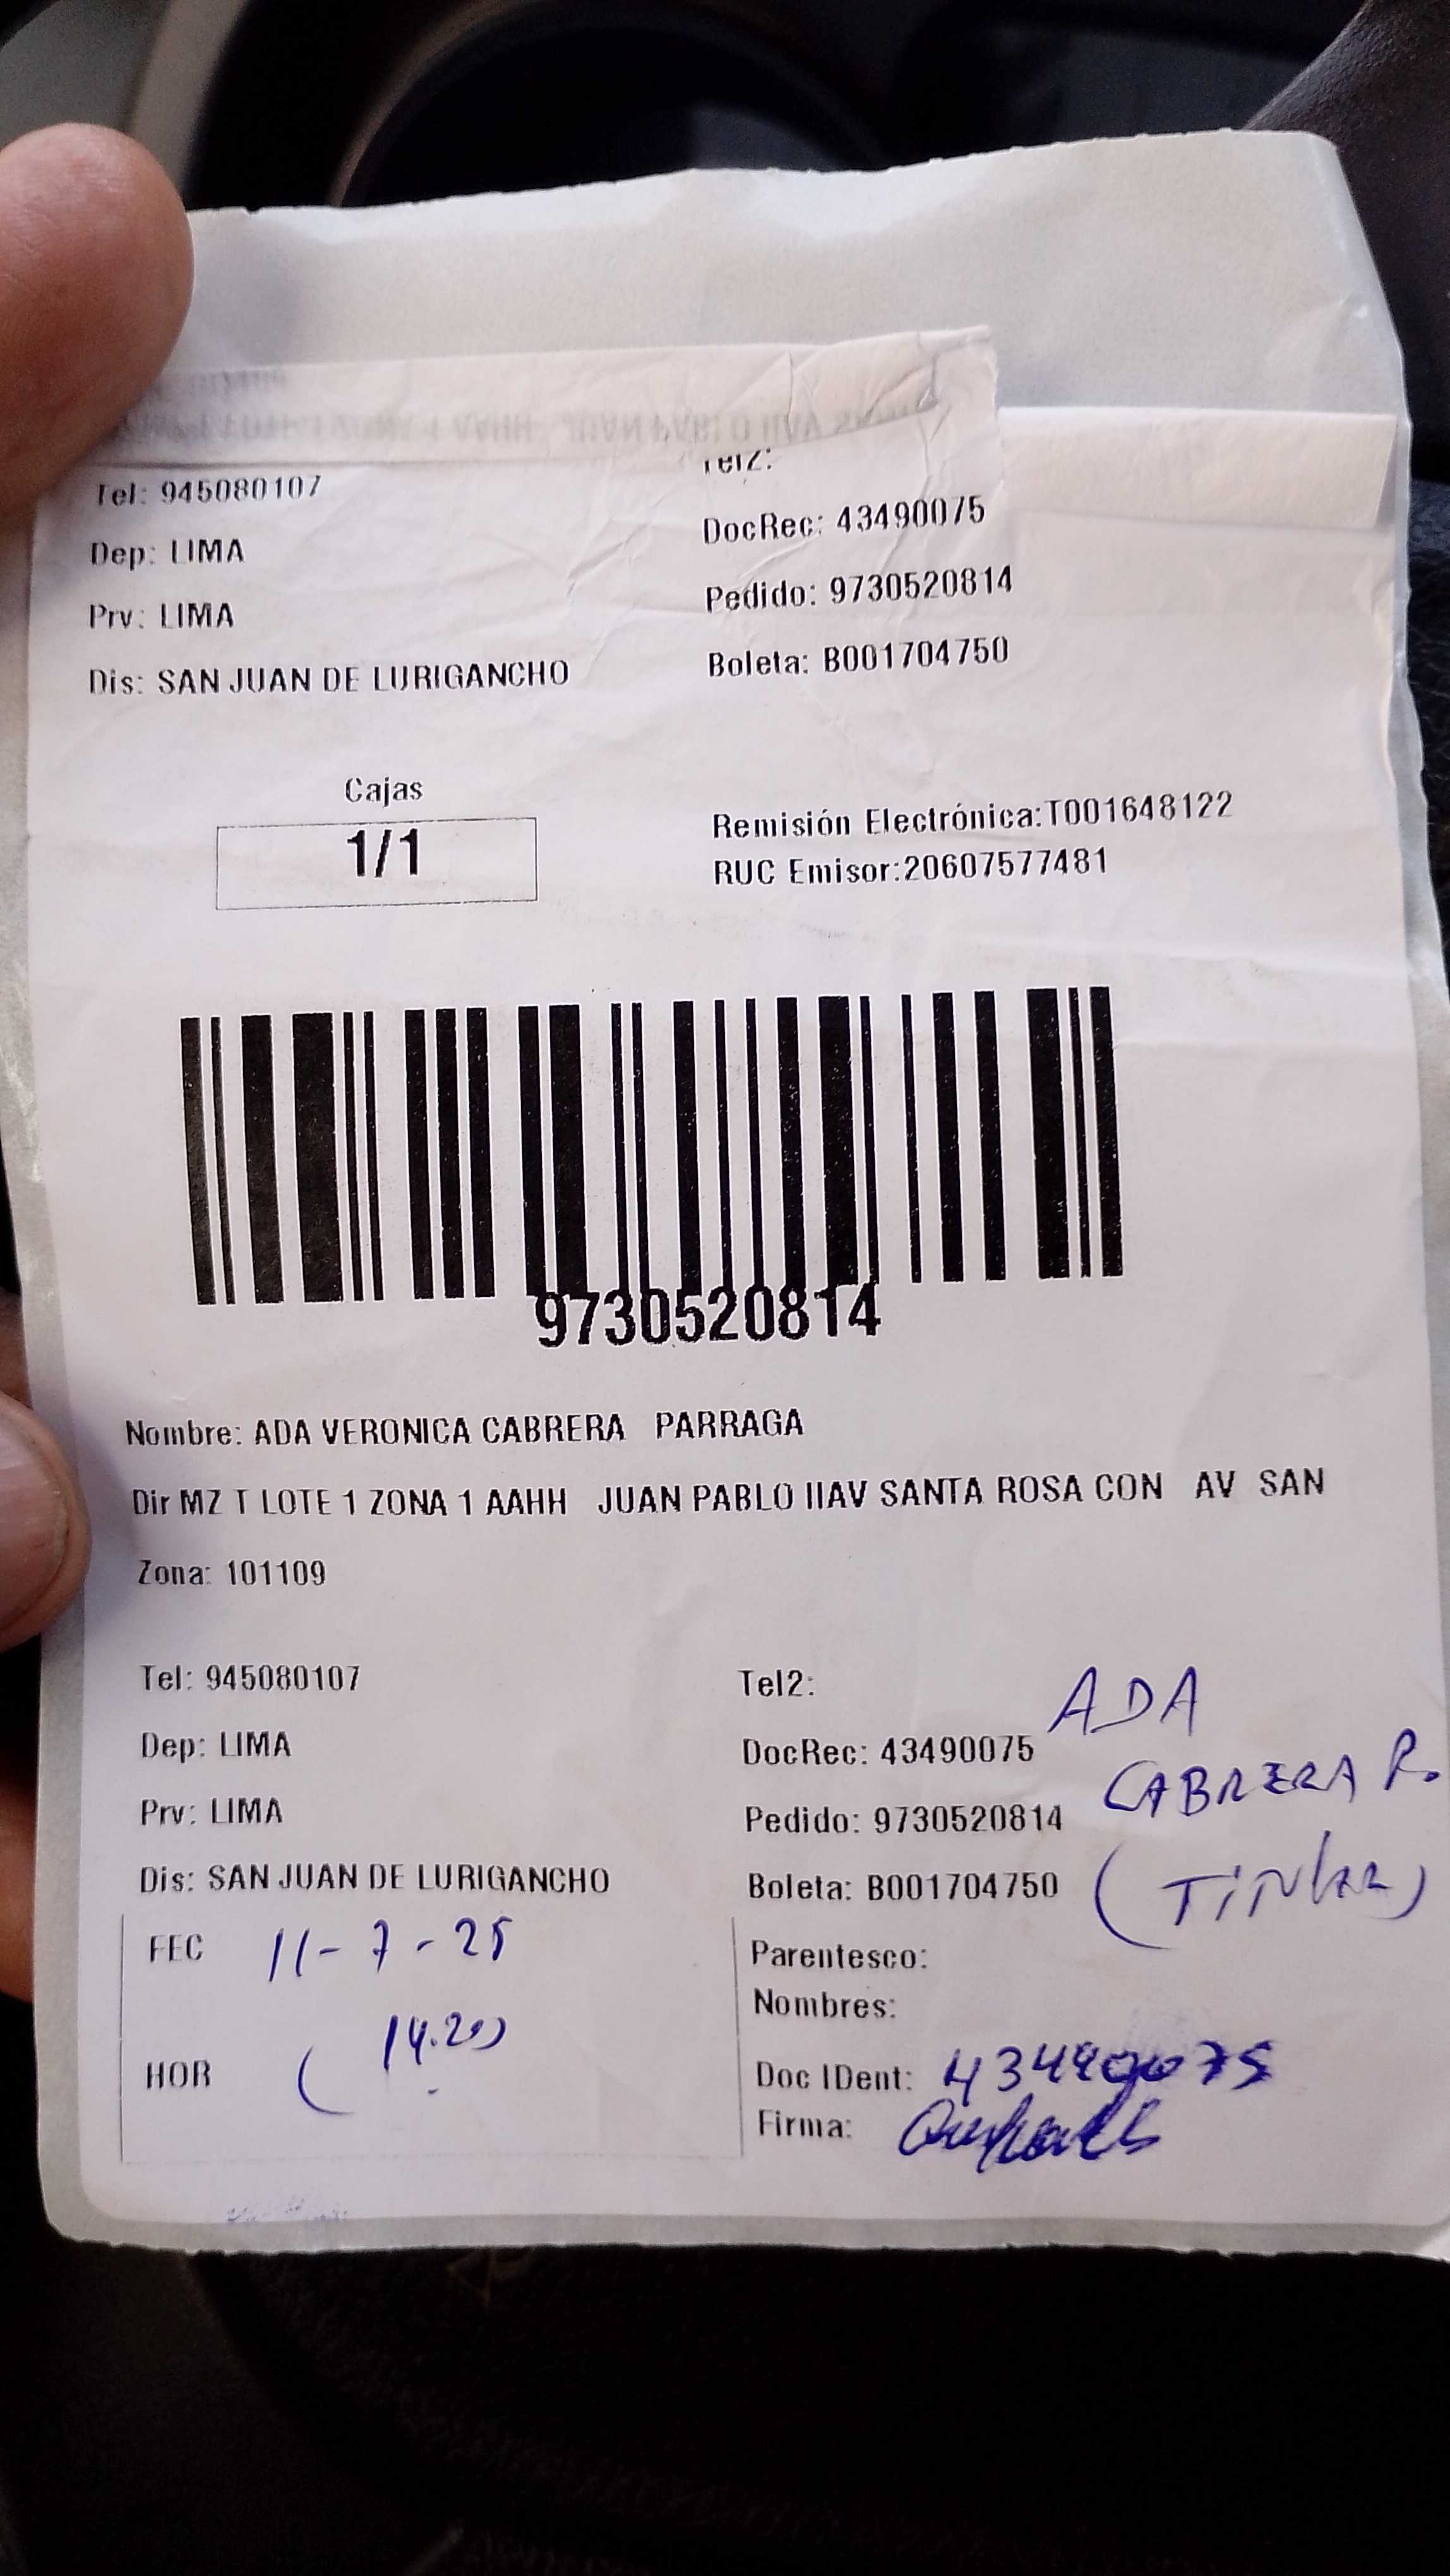 Tel: 945080107
Tel2:
DocRec: 43490075
Dep: LIMA
Pedido: 9730520814
Prv: LIMA
Boleta: B001704750
Dis: SAN JUAN DE LURIGANCHO
Cajas
1/1
Remisión Electrónica:T001648122
RUC Emisor:20607577481
9730520814
Nombre: ADA VERONICA CABRERA PARRAGA
Dir MZ T LOTE 1 ZONA 1 AAHH JUAN PABLO IIAV SANTA ROSA CON AV SAN
Zona: 101109
Tel: 945080107
Tel2:
ADA
Dep: LIMA
DocRec: 43490075
CABRERA P.
Prv: LIMA
Pedido: 9730520814
Dis: SAN JUAN DE LURIGANCHO
Boleta: B001704750
(TITULAR)
FEC 11-7-25
Parentesco:
Nombres:
HOR (14.20)
Doc IDent: 43490075
Firma: